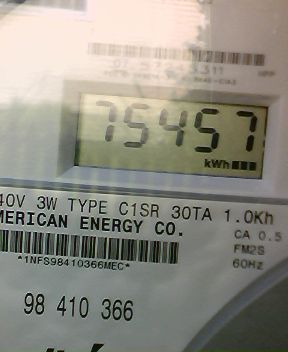 75457
kWh
40V 3W TYPE C1SR 30TA 1.0Kh
MERICAN ENERGY CO.
CA 0.5
FM2S
60Hz
*1NFS98410366MEC*
98 410 366